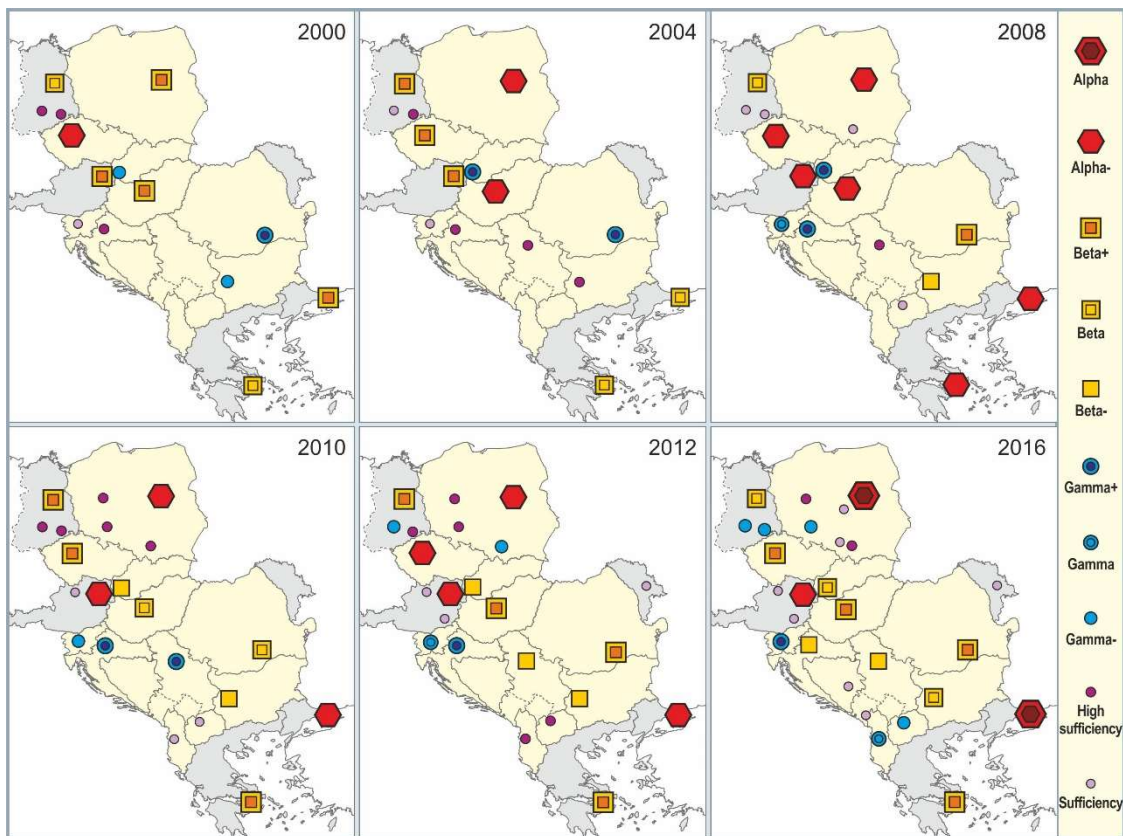 2000
2004
2008
2010
2012
2016
Alpha
Alpha-
Beta+
Beta
Beta-
Gamma+
Gamma
Gamma-
High
sufficiency
Sufficiency